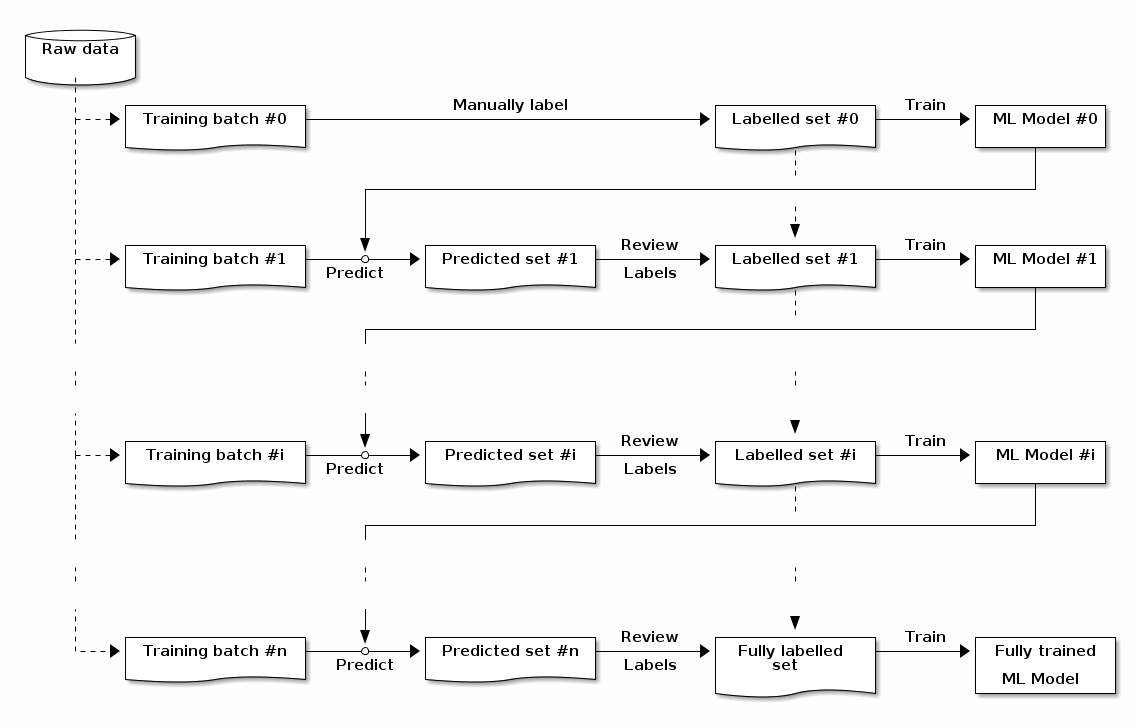 Raw data
Manually label
Training batch #0
Labelled set #0
Train
ML Model #0
Training batch #1
Predict
Predicted set #1
Review
Labels
Labelled set #1
Train
ML Model #1
Training batch #i
Predict
Predicted set #i
Review
Labels
Labelled set #i
Train
ML Model #i
Training batch #n
Predict
Predicted set #n
Review
Labels
Fully labelled
set
Train
Fully trained
ML Model